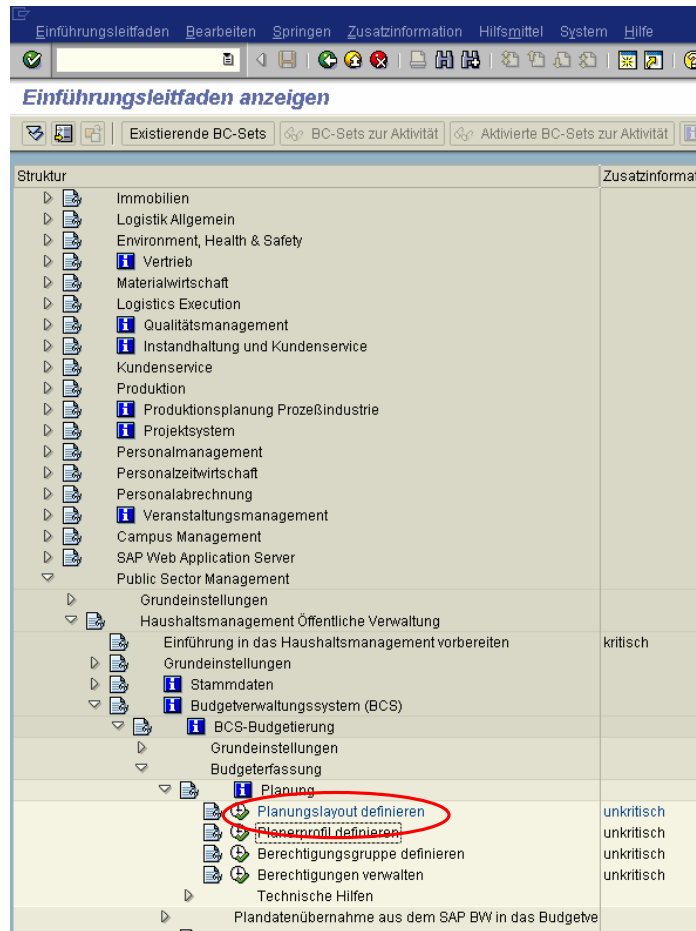 Einführungsleitfaden Bearbeiten Springen Zusatzinformation Hilfsmittel System Hilfe
Einführungsleitfaden anzeigen
Existierende BC-Sets BC-Sets zur Aktivität Aktivierte BC-Sets zur Aktivität
Struktur Zusatzinformat
Immobilien
Logistik Allgemein
Environment, Health & Safety
Vertrieb
Materialwirtschaft
Logistics Execution
Qualitätsmanagement
Instandhaltung und Kundenservice
Kundenservice
Produktion
Produktionsplanung Prozeßindustrie
Projektsystem
Personalmanagement
Personalzeitwirtschaft
Personalabrechnung
Veranstaltungsmanagement
Campus Management
SAP Web Application Server
Public Sector Management
Grundeinstellungen
Haushaltsmanagement Öffentliche Verwaltung
Einführung in das Haushaltsmanagement vorbereiten kritisch
Grundeinstellungen
Stammdaten
Budgetverwaltungssystem (BCS)
BCS-Budgetierung
Grundeinstellungen
Budgeterfassung
Planung
Planungslayout definieren unkritisch
Planerprofil definieren unkritisch
Berechtigungsgruppe definieren unkritisch
Berechtigungen verwalten unkritisch
Technische Hilfen
Plandatenübernahme aus dem SAP BW in das Budgetve